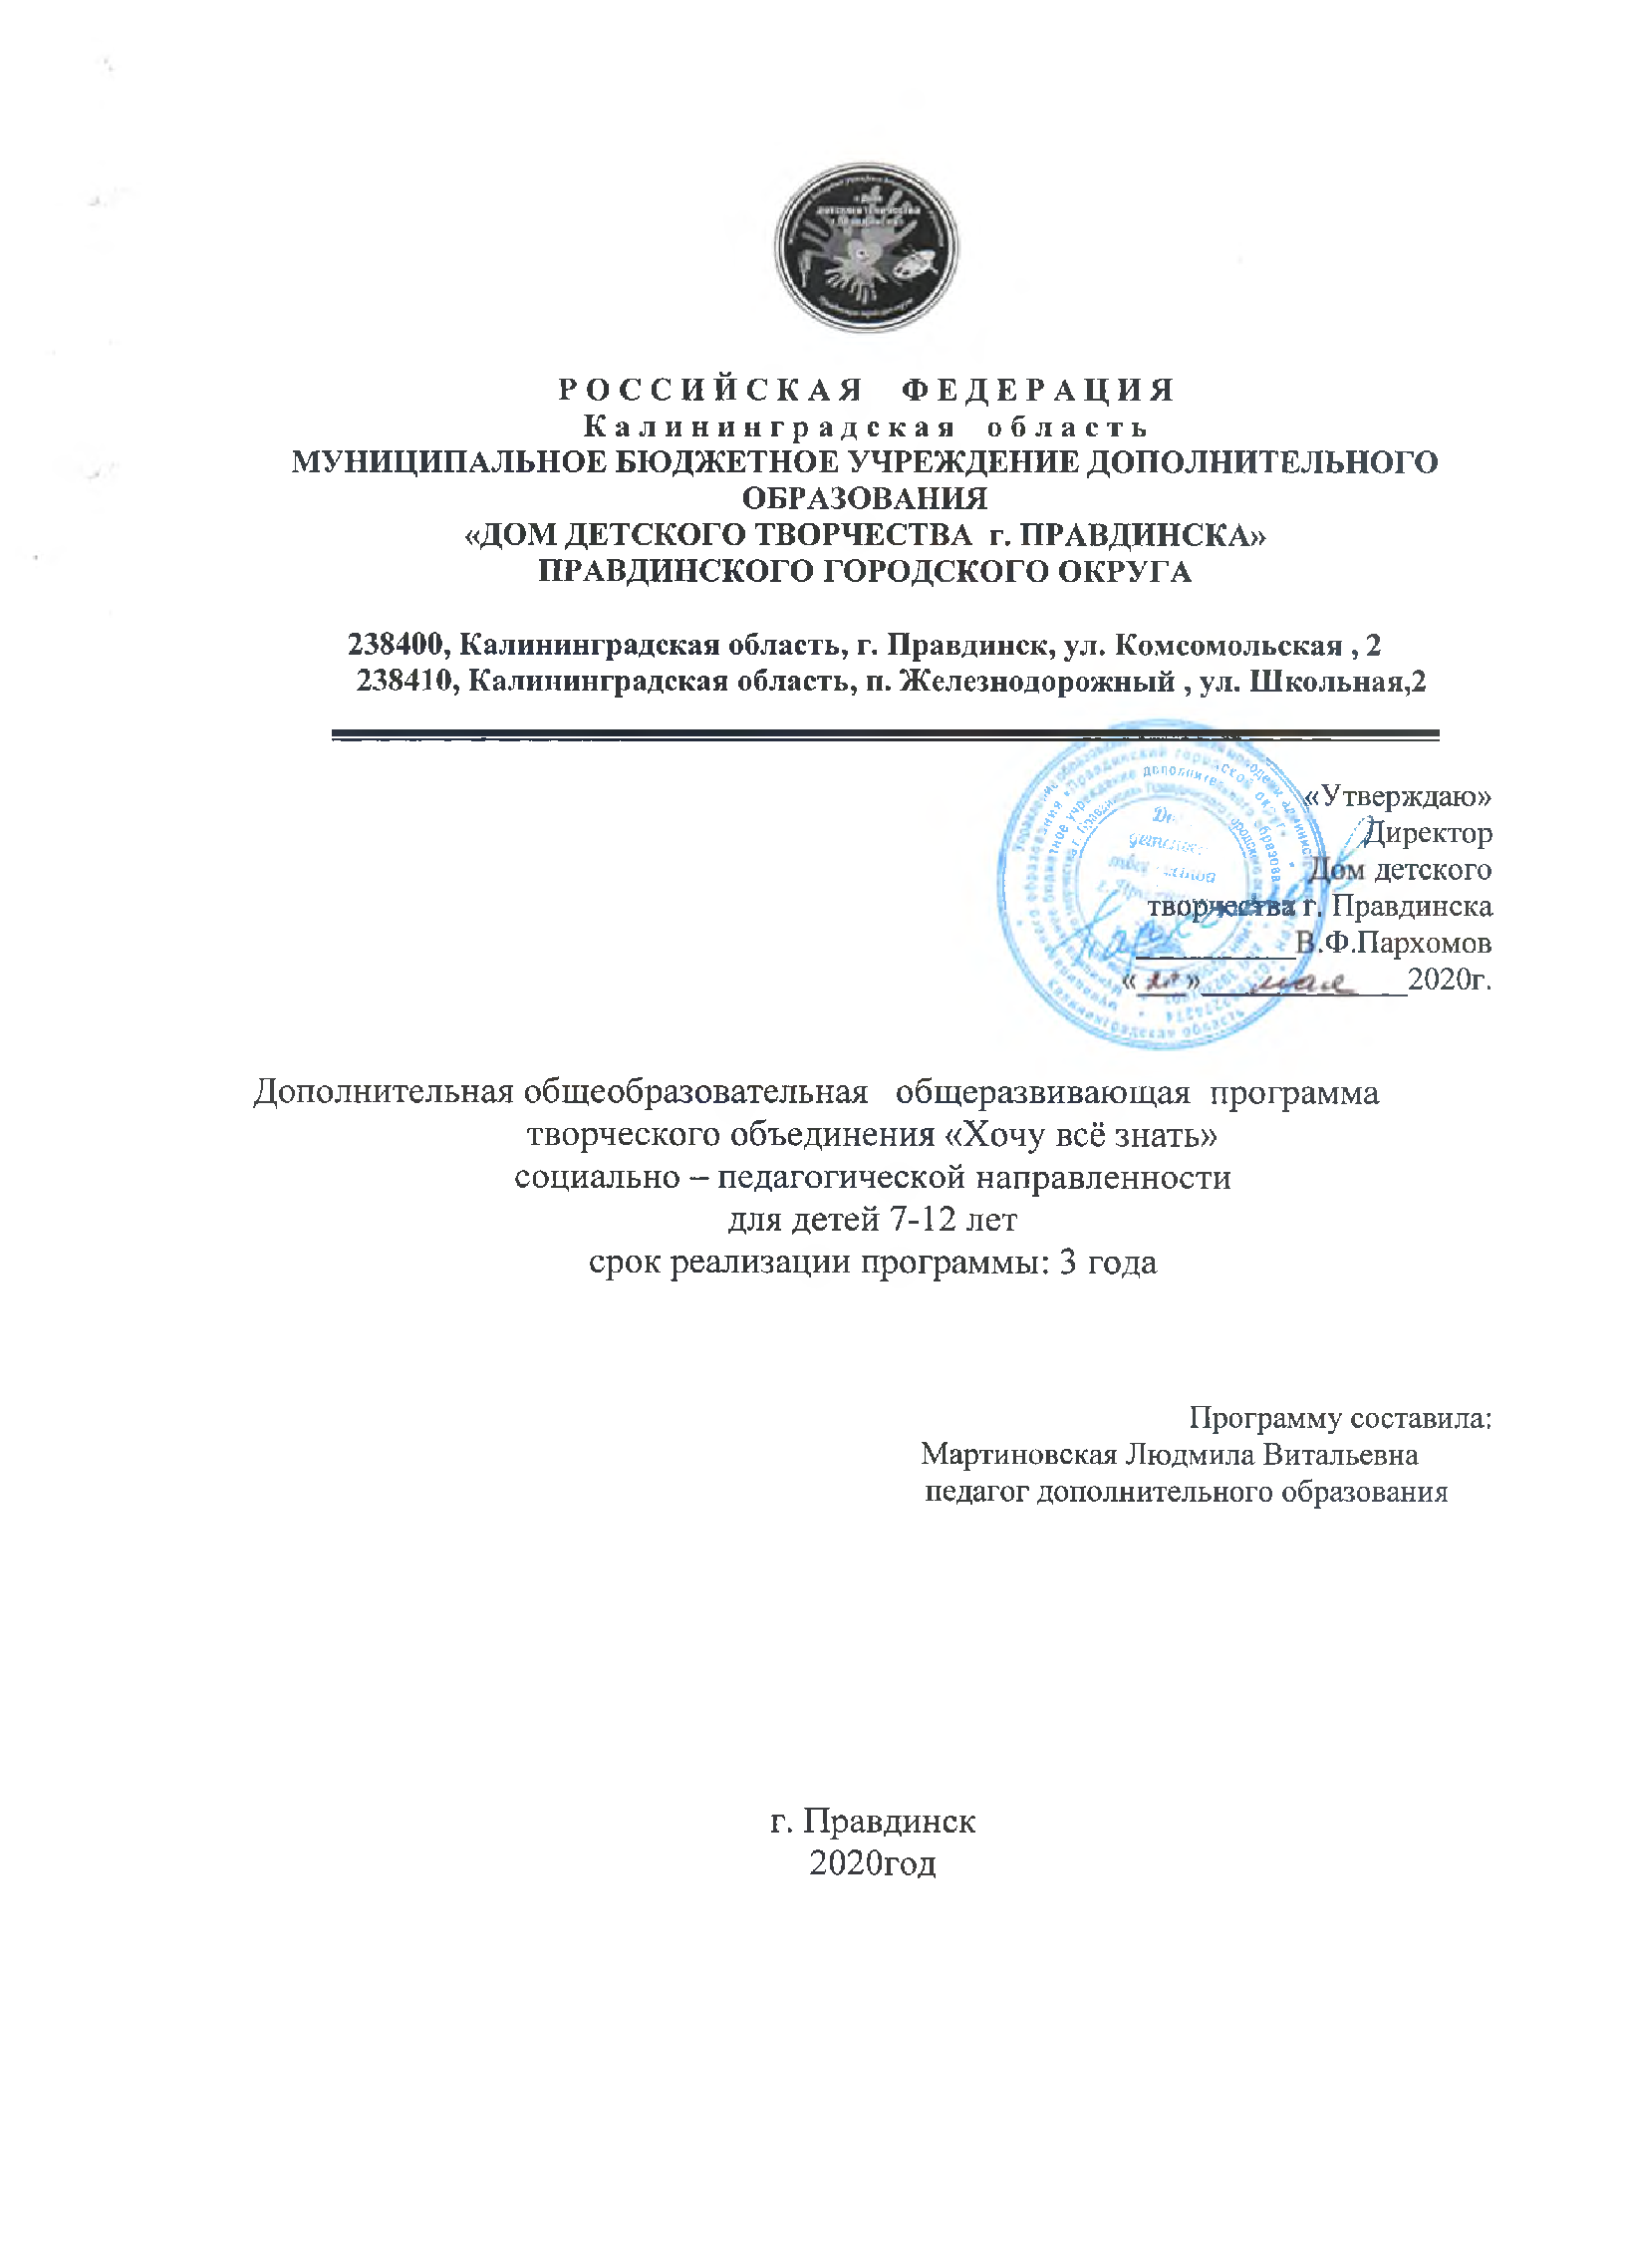 РОССИЙСКАЯ ФЕДЕРАЦИЯ
Калининградская область
МУНИЦИПАЛЬНОЕ БЮДЖЕТНОЕ УЧРЕЖДЕНИЕ ДОПОЛНИТЕЛЬНОГО
ОБРАЗОВАНИЯ
«ДОМ ДЕТСКОГО ТВОРЧЕСТВА г. ПРАВДИНСКА»
ПРАВДИНСКОГО ГОРОДСКОГО ОКРУГА
238400, Калининградская область, г. Правдинск, ул. Комсомольская , 2
238410, Калининградская область, п. Железнодорожный , ул. Школьная,2
«Утверждаю»
Директор
Дом детского
творчества г. Правдинска
В.Ф.Пархомов
« » мая 2020г.
Дополнительная общеобразовательная общеразвивающая программа
творческого объединения «Хочу всё знать»
социально – педагогической направленности
для детей 7-12 лет
срок реализации программы: 3 года
Программу составила:
Мартиновская Людмила Витальевна
педагог дополнительного образования
г. Правдинск
2020год